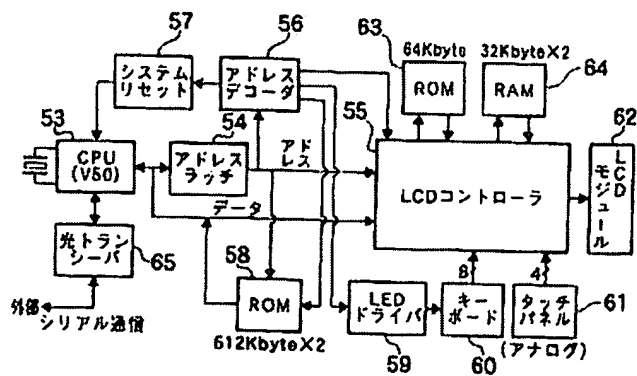 57
56
63
64Kbyte
32Kbyte×2
システム
リセット
アドレス
デコーダ
ROM
RAM
64
62
53
54
55
CPU
(V50)
アドレス
ラッチ
アド
レス
LCDコントローラ
LCD
モジュール
データ
光トラン
シーバ
65
58
8
4
外部
シリアル通信
ROM
LED
ドライバ
キー
ボード
タッチ
パネル
61
612Kbyte×2
59
60
(アナログ)